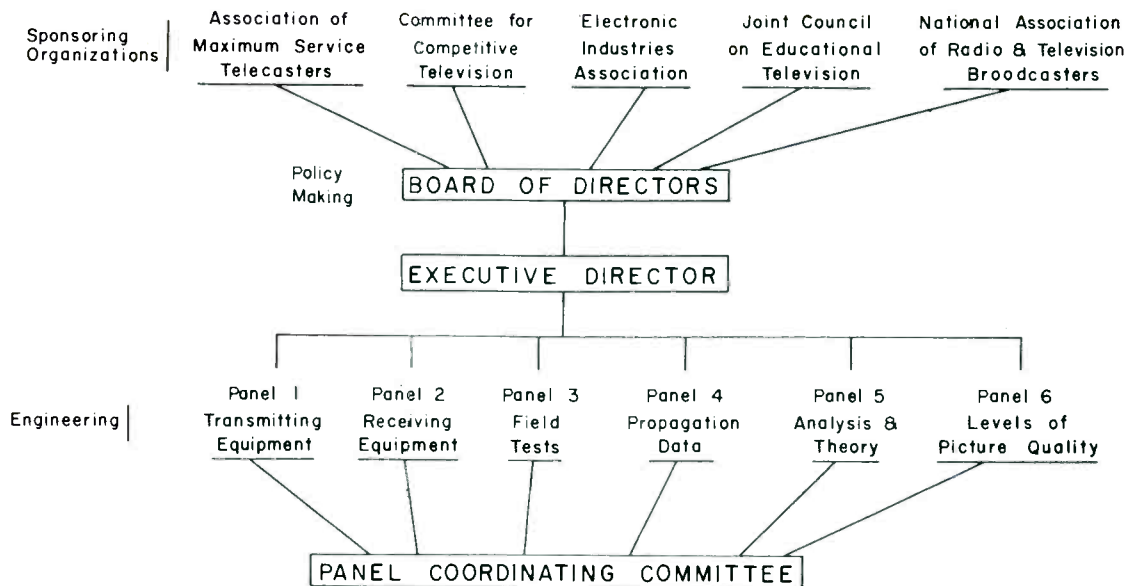 Sponsoring
Organizations
Association of
Maximum Service
Telecasters
Committee for
Competitive
Television
Electronic
Industries
Association
Joint Council
on Educational
Television
National Association
of Radio & Television
Brodcasters
Policy
Making
BOARD OF DIRECTORS
EXECUTIVE DIRECTOR
Engineering
Panel 1
Transmitting
Equipment
Panel 2
Receiving
Equipment
Panel 3
Field
Tests
Panel 4
Propagation
Data
Panel 5
Analysis &
Theory
Panel 6
Levels of
Picture Quality
PANEL COORDINATING COMMITTEE